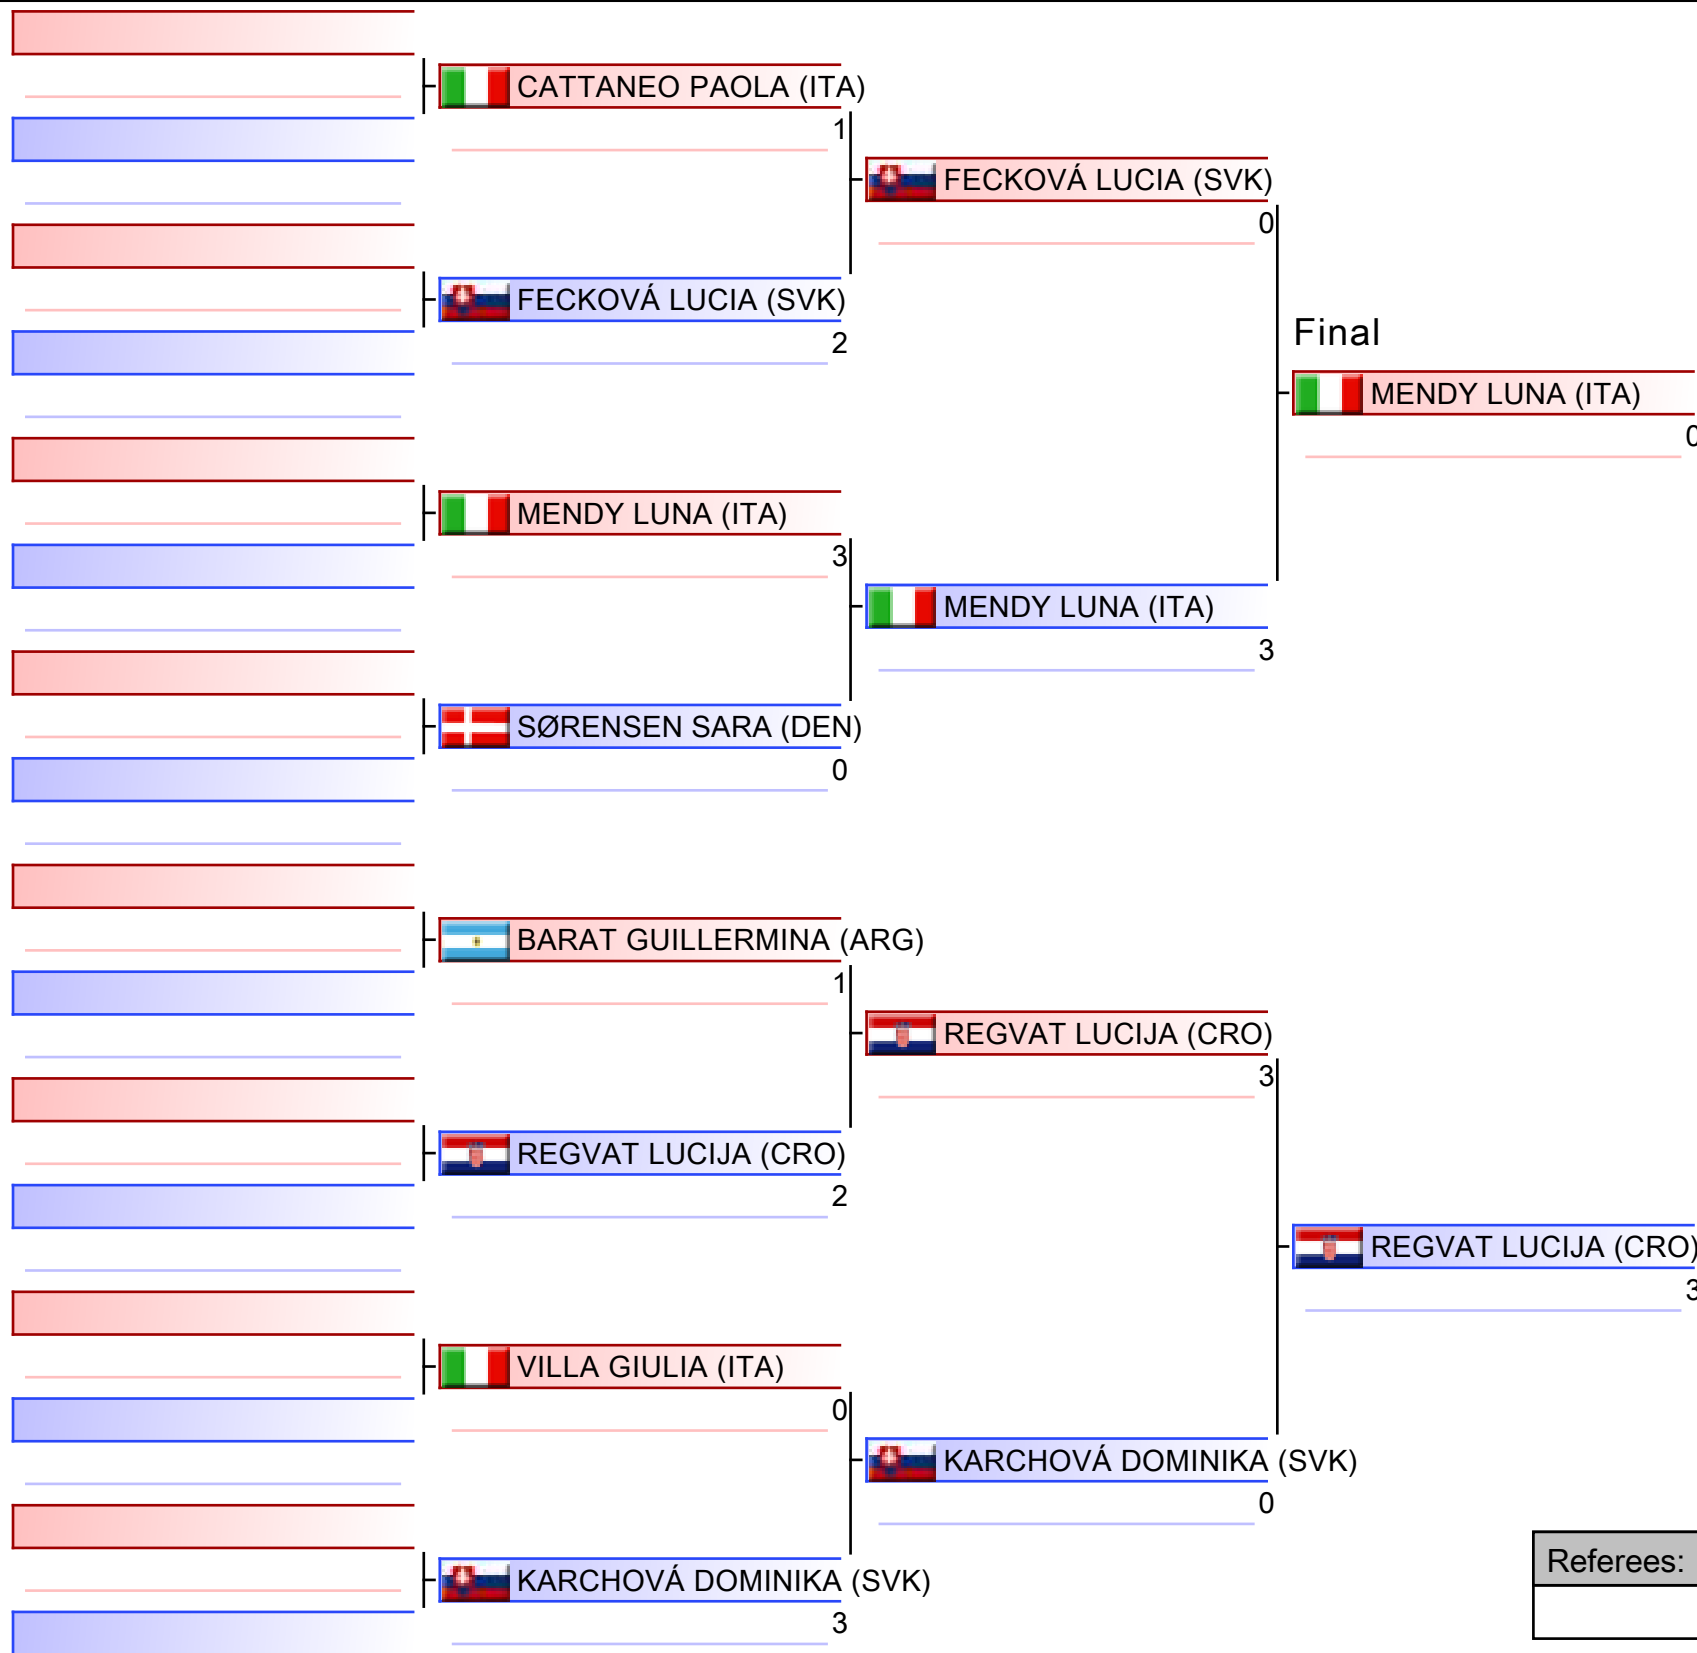 CATTANEO PAOLA (ITA)
1
FECKOVÁ LUCIA (SVK)
0
FECKOVÁ LUCIA (SVK)
2
Final
MENDY LUNA (ITA)
0
MENDY LUNA (ITA)
3
MENDY LUNA (ITA)
3
SØRENSEN SARA (DEN)
0
BARAT GUILLERMINA (ARG)
1
REGVAT LUCIJA (CRO)
3
REGVAT LUCIJA (CRO)
2
REGVAT LUCIJA (CRO)
3
VILLA GIULIA (ITA)
0
KARCHOVÁ DOMINIKA (SVK)
0
Referees:
KARCHOVÁ DOMINIKA (SVK)
3